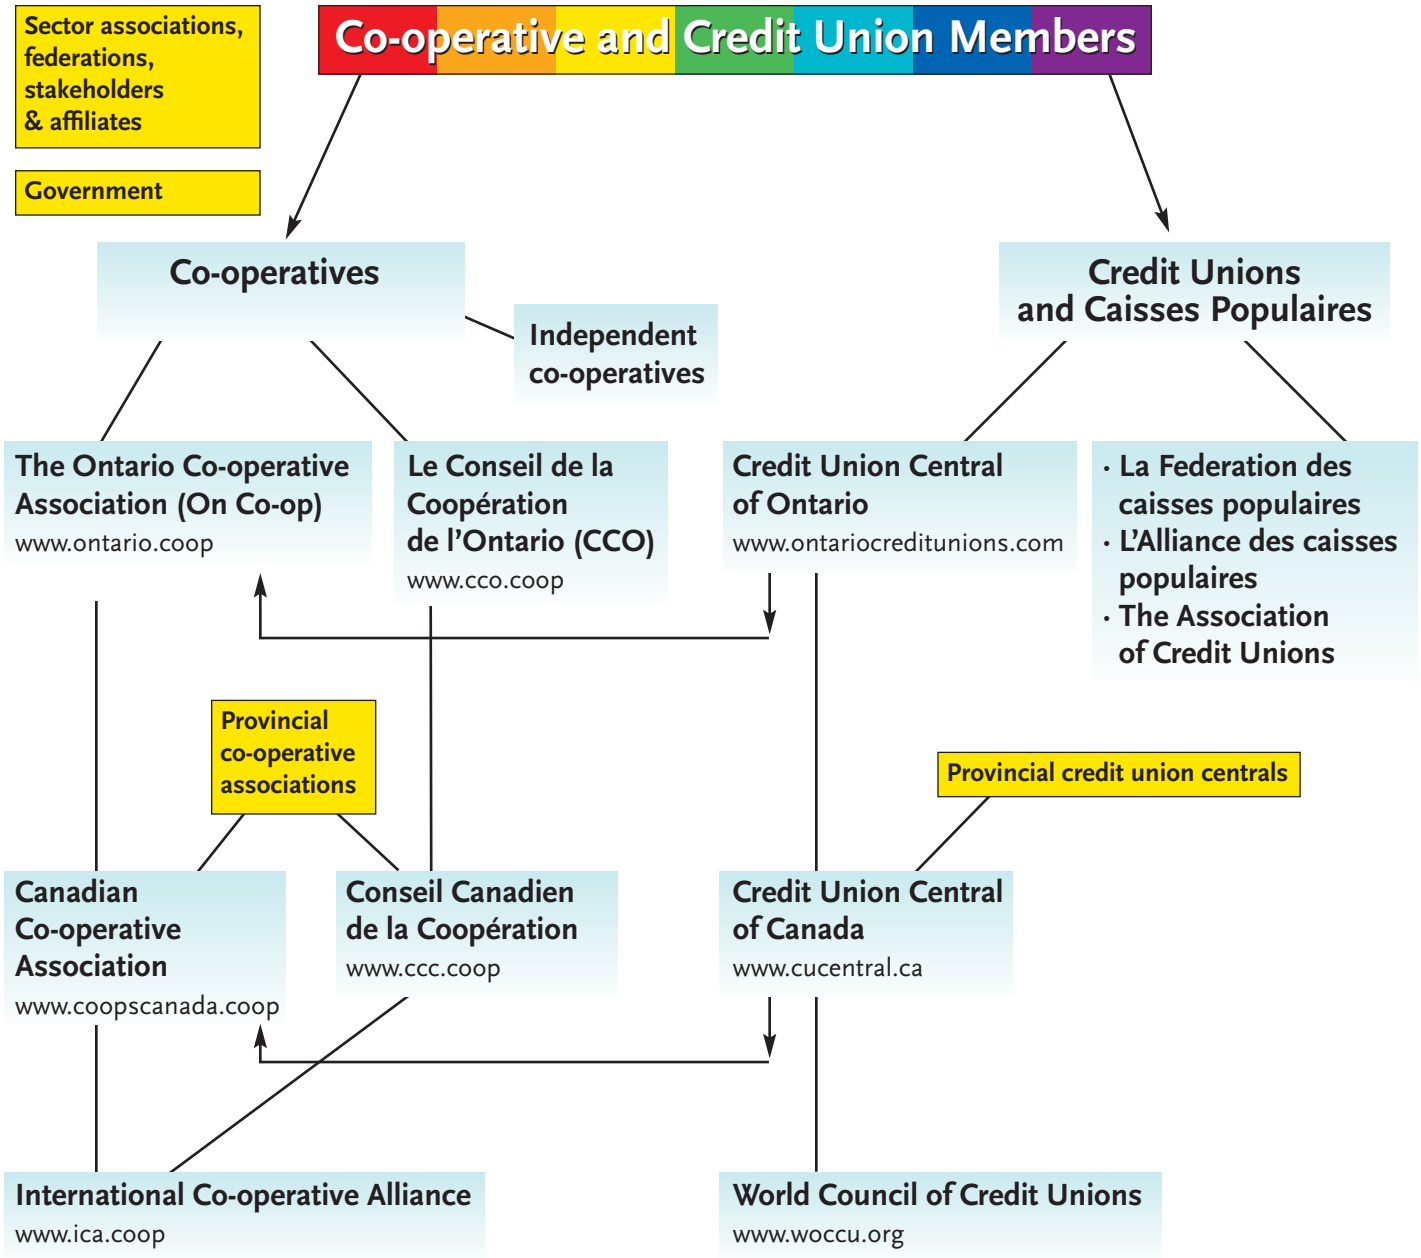 Sector associations,
federations,
stakeholders
& affiliates
Government
Co-operative and Credit Union Members
Co-operatives
Independent
co-operatives
Credit Unions
and Caisses Populaires
The Ontario Co-operative
Association (On Co-op)
www.ontario.coop
Le Conseil de la
Coopération
de l’Ontario (CCO)
www.cco.coop
Credit Union Central
of Ontario
www.ontariocreditunions.com
· La Federation des
caisses populaires
· L’Alliance des caisses
populaires
· The Association
of Credit Unions
Provincial
co-operative
associations
Provincial credit union centrals
Canadian
Co-operative
Association
www.coopscanada.coop
Conseil Canadien
de la Coopération
www.ccc.coop
Credit Union Central
of Canada
www.cucentral.ca
International Co-operative Alliance
www.ica.coop
World Council of Credit Unions
www.woccu.org